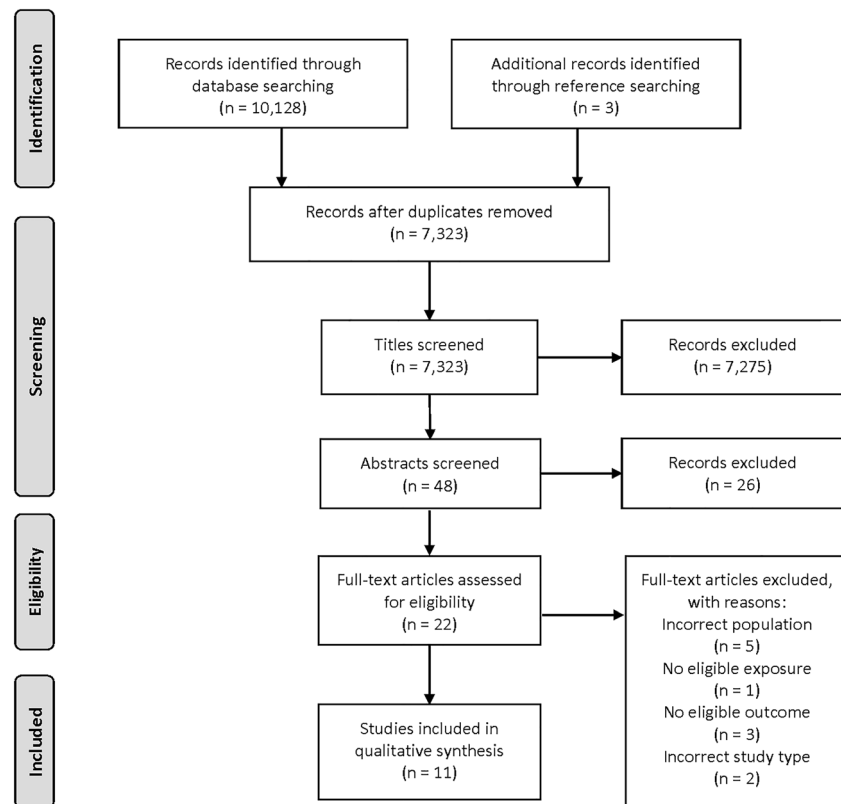 Identification
Records identified through
database searching
(n = 10,128)
Additional records identified
through reference searching
(n = 3)
Records after duplicates removed
(n = 7,323)
Screening
Titles screened
(n = 7,323)
Records excluded
(n = 7,275)
Abstracts screened
(n = 48)
Records excluded
(n = 26)
Eligibility
Full-text articles assessed
for eligibility
(n = 22)
Full-text articles excluded,
with reasons:
Incorrect population
(n = 5)
No eligible exposure
(n = 1)
No eligible outcome
(n = 3)
Incorrect study type
(n = 2)
Included
Studies included in
qualitative synthesis
(n = 11)